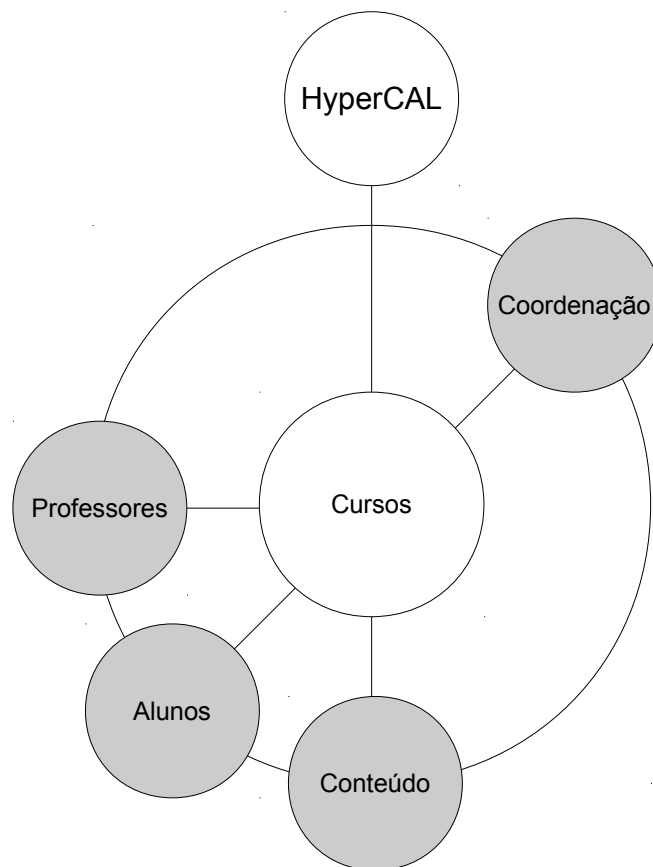 HyperCAL
Coordenação
Professores
Cursos
Alunos
Conteúdo